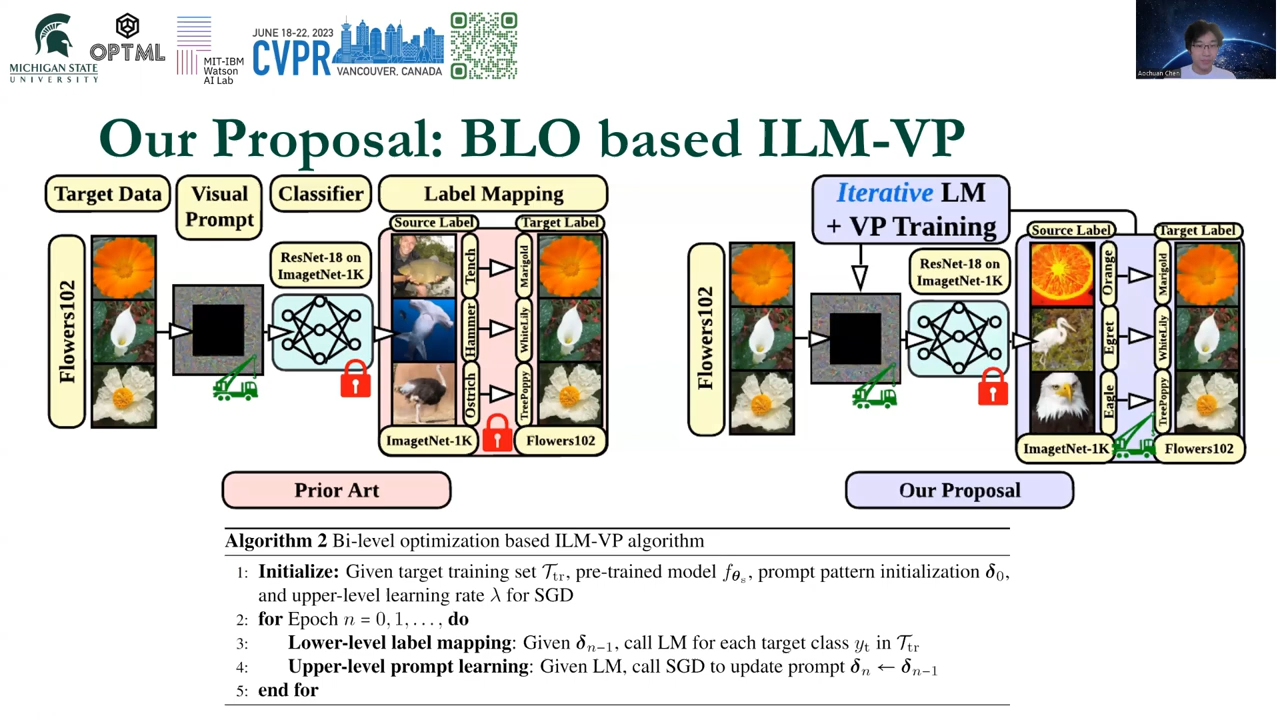 MICHIGAN STATE
UNIVERSITY
OPTML
MIT-IBM
Watson
AI Lab
JUNE 18-22, 2023
CVPR
VANCOUVER, CANADA
Aochuan Chen
Our Proposal: BLO based ILM-VP
Target Data
Visual
Prompt
Classifier
Label Mapping
Source Label
Target Label
Flowers102
ResNet-18 on
ImagetNet-1K
Tench
Marigold
Hammer
WhiteLily
Ostrich
TreePoppy
ImagetNet-1K
Flowers102
Prior Art
Iterative LM
+ VP Training
Source Label
Target Label
Flowers102
ResNet-18 on
ImagetNet-1K
Orange
Marigold
Egret
WhiteLily
Eagle
TreePoppy
ImagetNet-1K
Flowers102
Our Proposal
Algorithm 2 Bi-level optimization based ILM-VP algorithm
1: Initialize: Given target training set 𝒯tr, pre-trained model fθs, prompt pattern initialization δ0,
and upper-level learning rate λ for SGD
2: for Epoch n = 0, 1, . . . , do
3: Lower-level label mapping: Given δn−1, call LM for each target class yt in 𝒯tr
4: Upper-level prompt learning: Given LM, call SGD to update prompt δn ← δn−1
5: end for